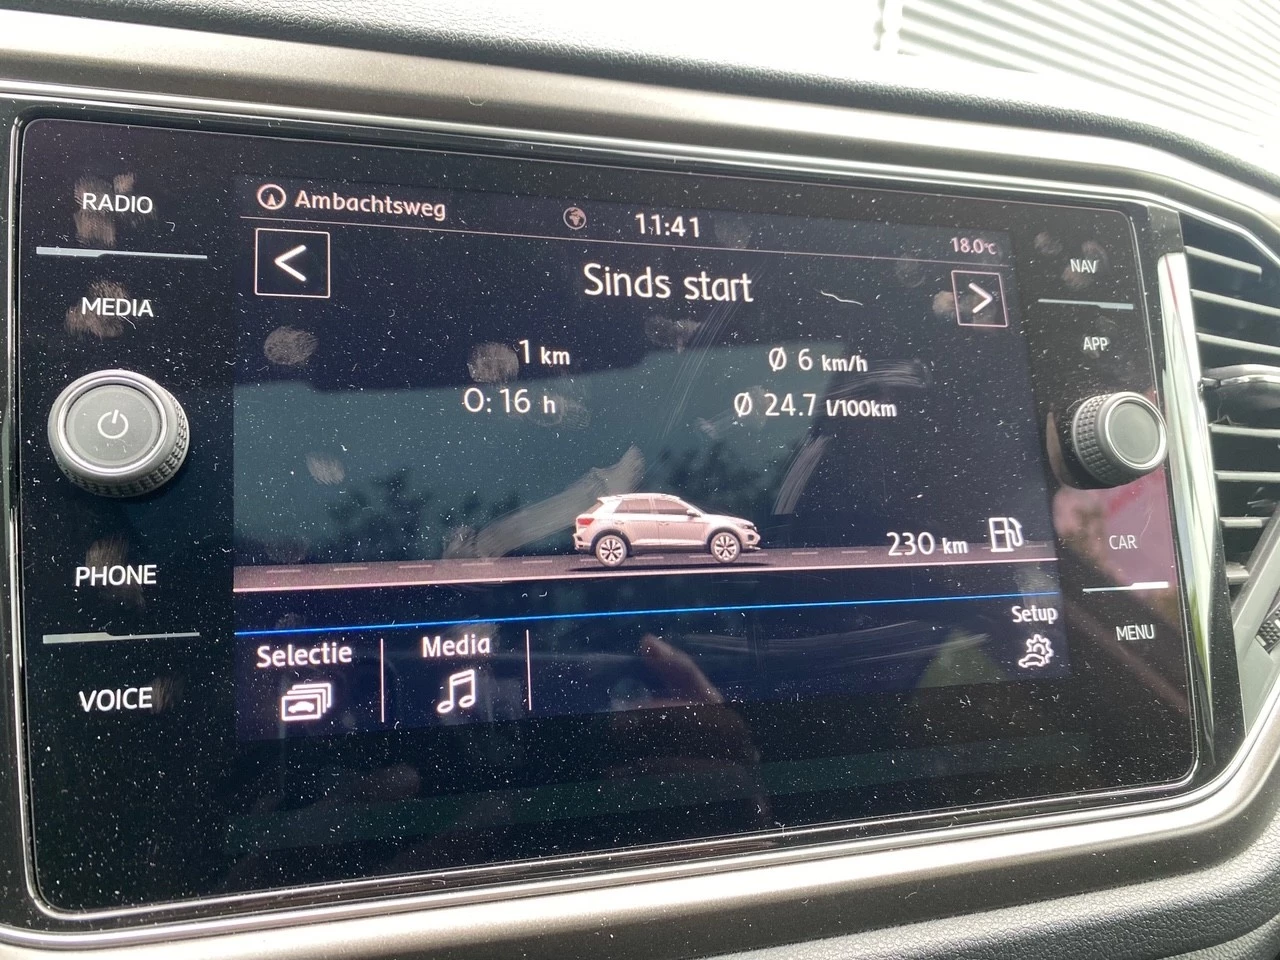 RADIO
MEDIA
PHONE
VOICE
Ambachtsweg
11:41
18.0°c
Sinds start
1 km
Ø 6 km/h
0:16 h
Ø 24.7 l/100km
230 km
Selectie
Media
Setup
NAV
APP
CAR
MENU